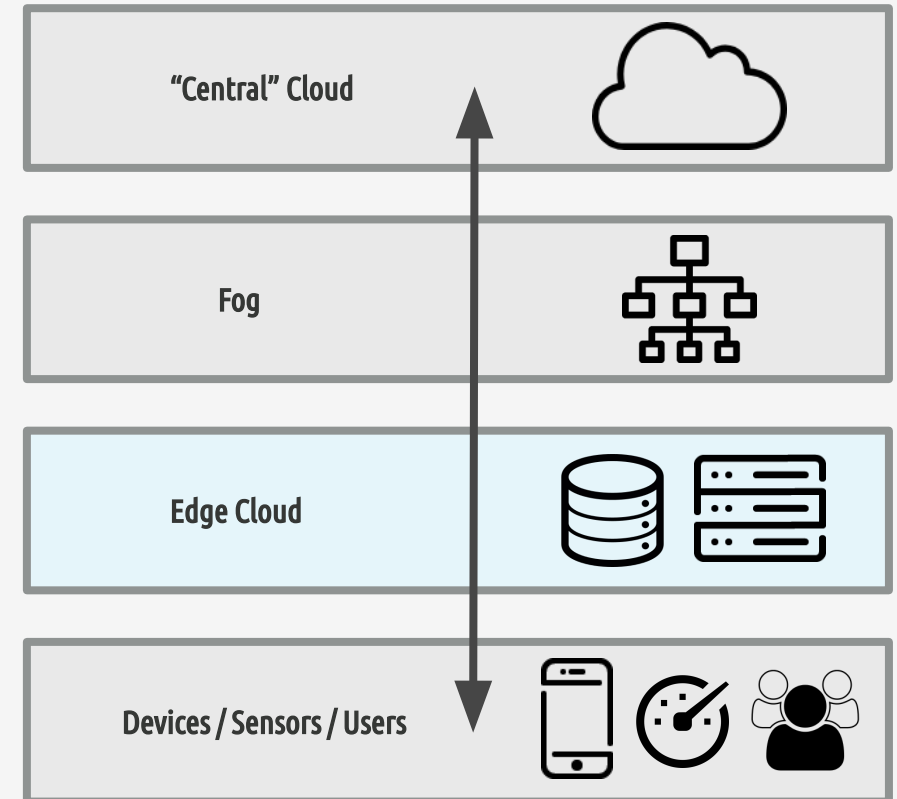 “Central” Cloud
Fog
Edge Cloud
Devices / Sensors / Users